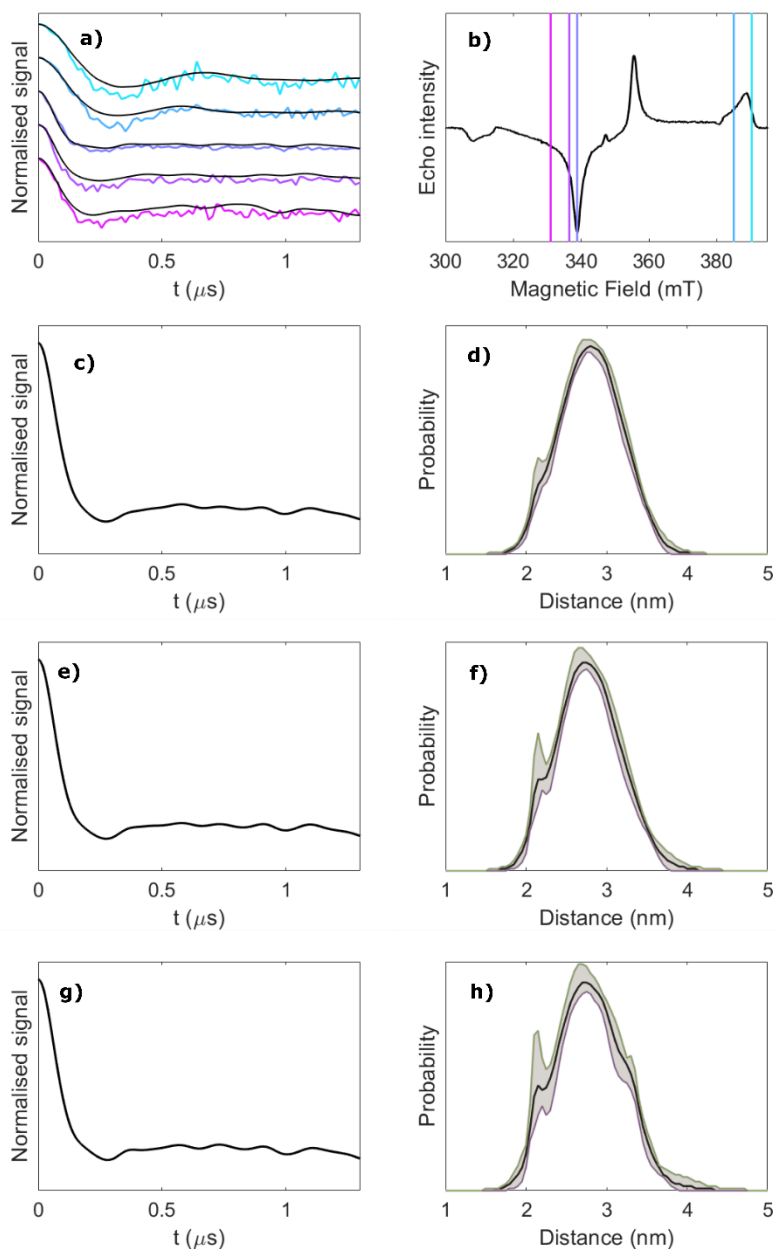 a)
Normalised signal
0 0.5 1
t (μs)
b)
Echo intensity
300 320 340 360 380
Magnetic Field (mT)
c)
Normalised signal
0 0.5 1
t (μs)
d)
Probability
1 2 3 4 5
Distance (nm)
e)
Normalised signal
0 0.5 1
t (μs)
f)
Probability
1 2 3 4 5
Distance (nm)
g)
Normalised signal
0 0.5 1
t (μs)
h)
Probability
1 2 3 4 5
Distance (nm)